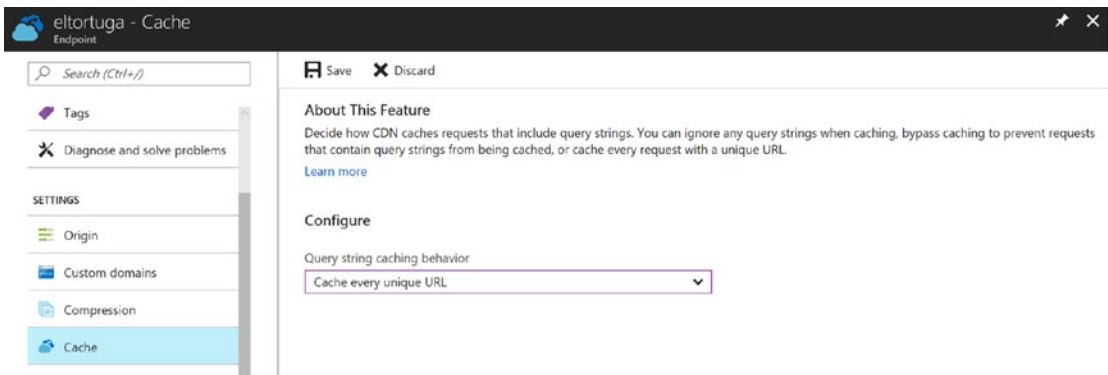 eltortuga - Cache
Endpoint
Search (Ctrl+/)
Tags
Diagnose and solve problems
SETTINGS
Origin
Custom domains
Compression
Cache
Save Discard
About This Feature
Decide how CDN caches requests that include query strings. You can ignore any query strings when caching, bypass caching to prevent requests
that contain query strings from being cached, or cache every request with a unique URL.
Learn more
Configure
Query string caching behavior
Cache every unique URL